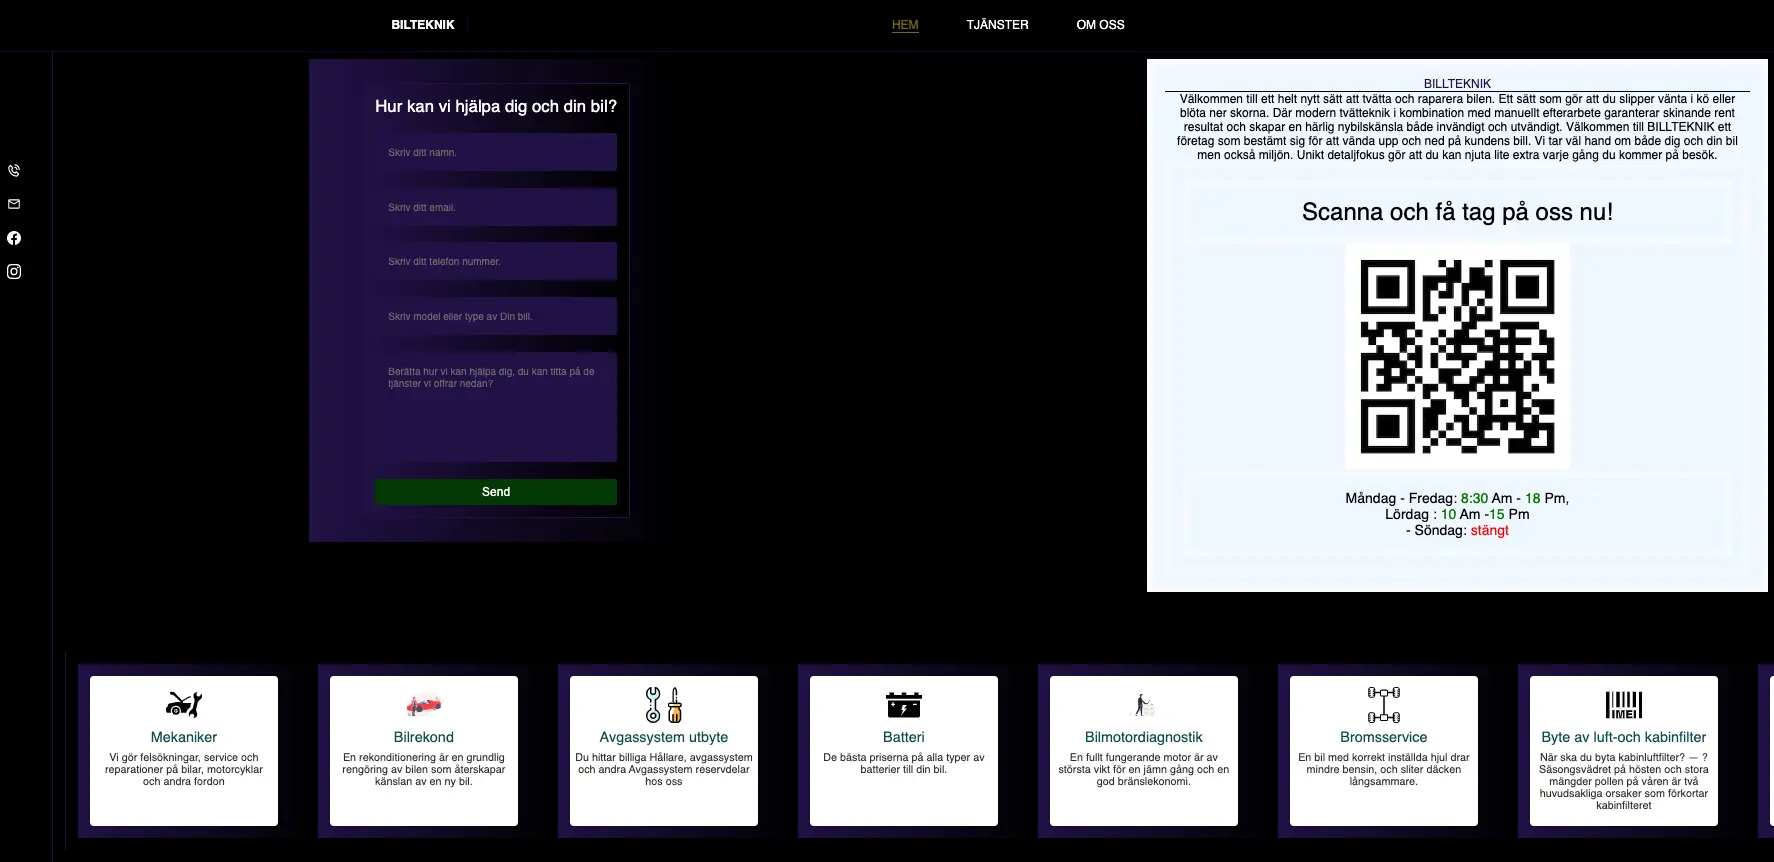 BILTEKNIK
HEM
TJÄNSTER
OM OSS
Hur kan vi hjälpa dig och din bil?
Skriv ditt namn.
Skriv ditt email.
Skriv ditt telefon nummer.
Skriv model eller type av Din bill.
Berätta hur vi kan hjälpa dig, du kan titta på de
tjänster vi offrar nedan?
Send
BILLTEKNIK
Välkommen till ett helt nytt sätt att tvätta och raparera bilen. Ett sätt som gör att du slipper vänta i kö eller
blöta ner skorna. Där modern tvätteknik i kombination med manuellt efterarbete garanterar skinande rent
resultat och skapar en härlig nybilskänsla både invändigt och utvändigt. Välkommen till BILLTEKNIK ett
företag som bestämt sig för att vända upp och ned på kundens bill. Vi tar väl hand om både dig och din bil
men också miljön. Unikt detaljfokus gör att du kan njuta lite extra varje gång du kommer på besök.
Scanna och få tag på oss nu!
Måndag - Fredag: 8:30 Am - 18 Pm,
Lördag : 10 Am -15 Pm
- Söndag: stängt
Mekaniker
Vi gör felsökningar, service och
reparationer på bilar, motorcyklar
och andra fordon
Bilrekond
En rekonditionering är en grundlig
rengöring av bilen som återskapar
känslan av en ny bil.
Avgassystem utbyte
Du hittar billiga Hållare, avgassystem
och andra Avgassystem reservdelar
hos oss
Batteri
De bästa priserna på alla typer av
batterier till din bil.
Bilmotordiagnostik
En fullt fungerande motor är av
största vikt för en jämn gång och en
god bränslekonomi.
Bromsservice
En bil med korrekt inställda hjul drar
mindre bensin, och sliter däcken
långsammare.
IMEI
Byte av luft-och kabinfilter
När ska du byta kabinluftfilter? — ?
Säsongsvädret på hösten och stora
mängder pollen på våren är två
huvudsakliga orsaker som förkortar
kabinfilteret